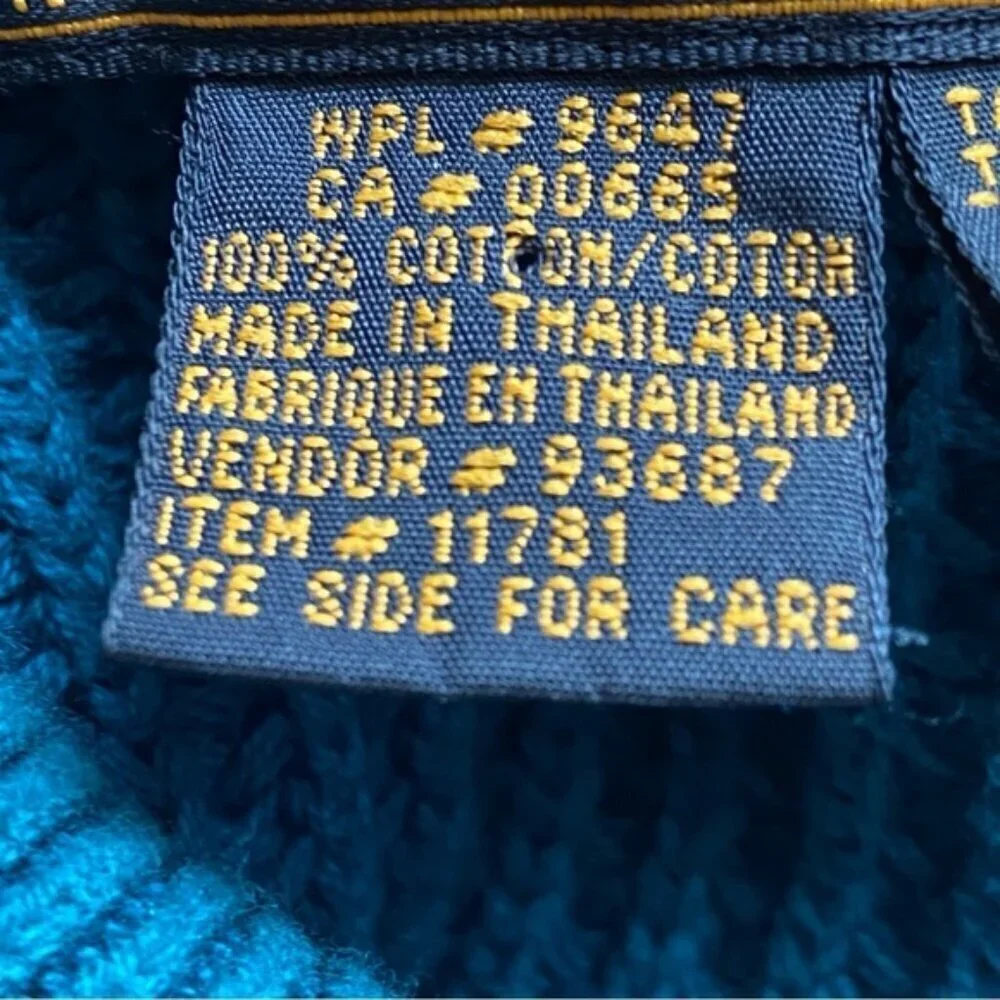 WPL # 9647
CA # 00665
100% COTTON/COTON
MADE IN THAILAND
FABRIQUE EN THAILAND
VENDOR # 93687
ITEM # 11781
SEE SIDE FOR CARE